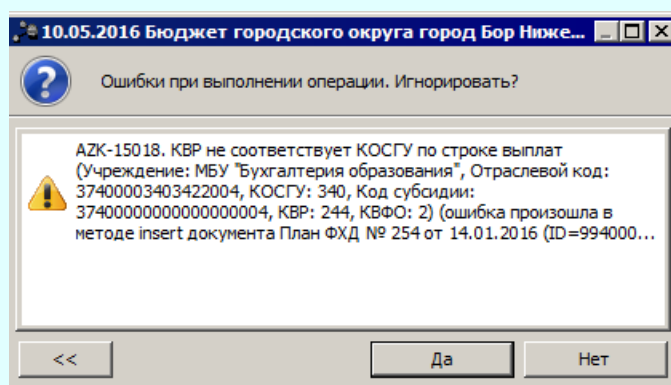 10.05.2016 Бюджет городского округа город Бор Ниже...
Ошибки при выполнении операции. Игнорировать?
AZK-15018. КВР не соответствует КОСГУ по строке выплат
(Учреждение: МБУ "Бухгалтерия образования", Отраслевой код:
37400003403422004, КОСГУ: 340, Код субсидии:
37400000000000000004, КВР: 244, КВФО: 2) (ошибка произошла в
методе insert документа План ФХД № 254 от 14.01.2016 (ID=994000...
<<
Да
Нет